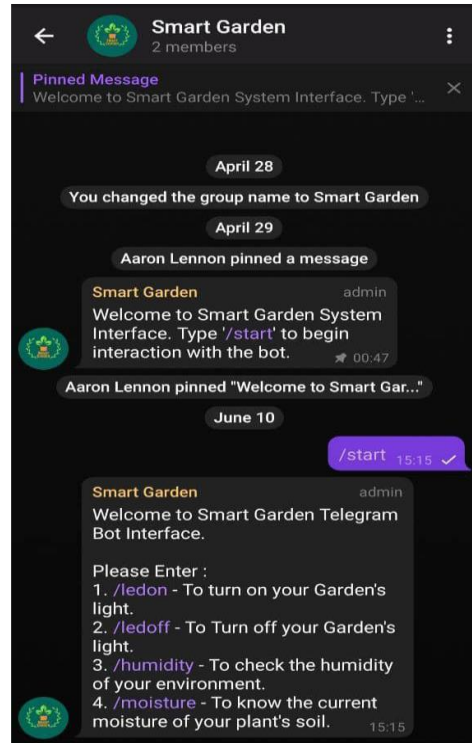 Smart Garden
2 members
Pinned Message
Welcome to Smart Garden System Interface. Type '...
April 28
You changed the group name to Smart Garden
April 29
Aaron Lennon pinned a message
Smart Garden admin
Welcome to Smart Garden System
Interface. Type '/start' to begin
interaction with the bot. 00:47
Aaron Lennon pinned "Welcome to Smart Gar..."
June 10
/start 15:15
Smart Garden admin
Welcome to Smart Garden Telegram
Bot Interface.
Please Enter :
1. /ledon - To turn on your Garden's
light.
2. /ledoff - To Turn off your Garden's
light.
3. /humidity - To check the humidity
of your environment.
4. /moisture - To know the current
moisture of your plant's soil. 15:15